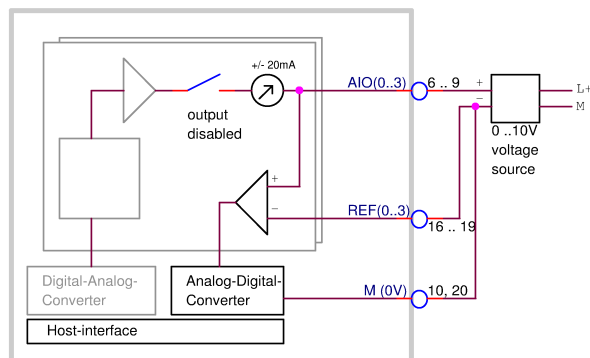 +/- 20mA
AIO(0..3)
6 .. 9
+
−
L+
M
output
disabled
0 ..10V
voltage
source
+
−
REF(0..3)
16 .. 19
Digital-Analog-
Converter
Analog-Digital-
Converter
M (0V)
10, 20
Host-interface